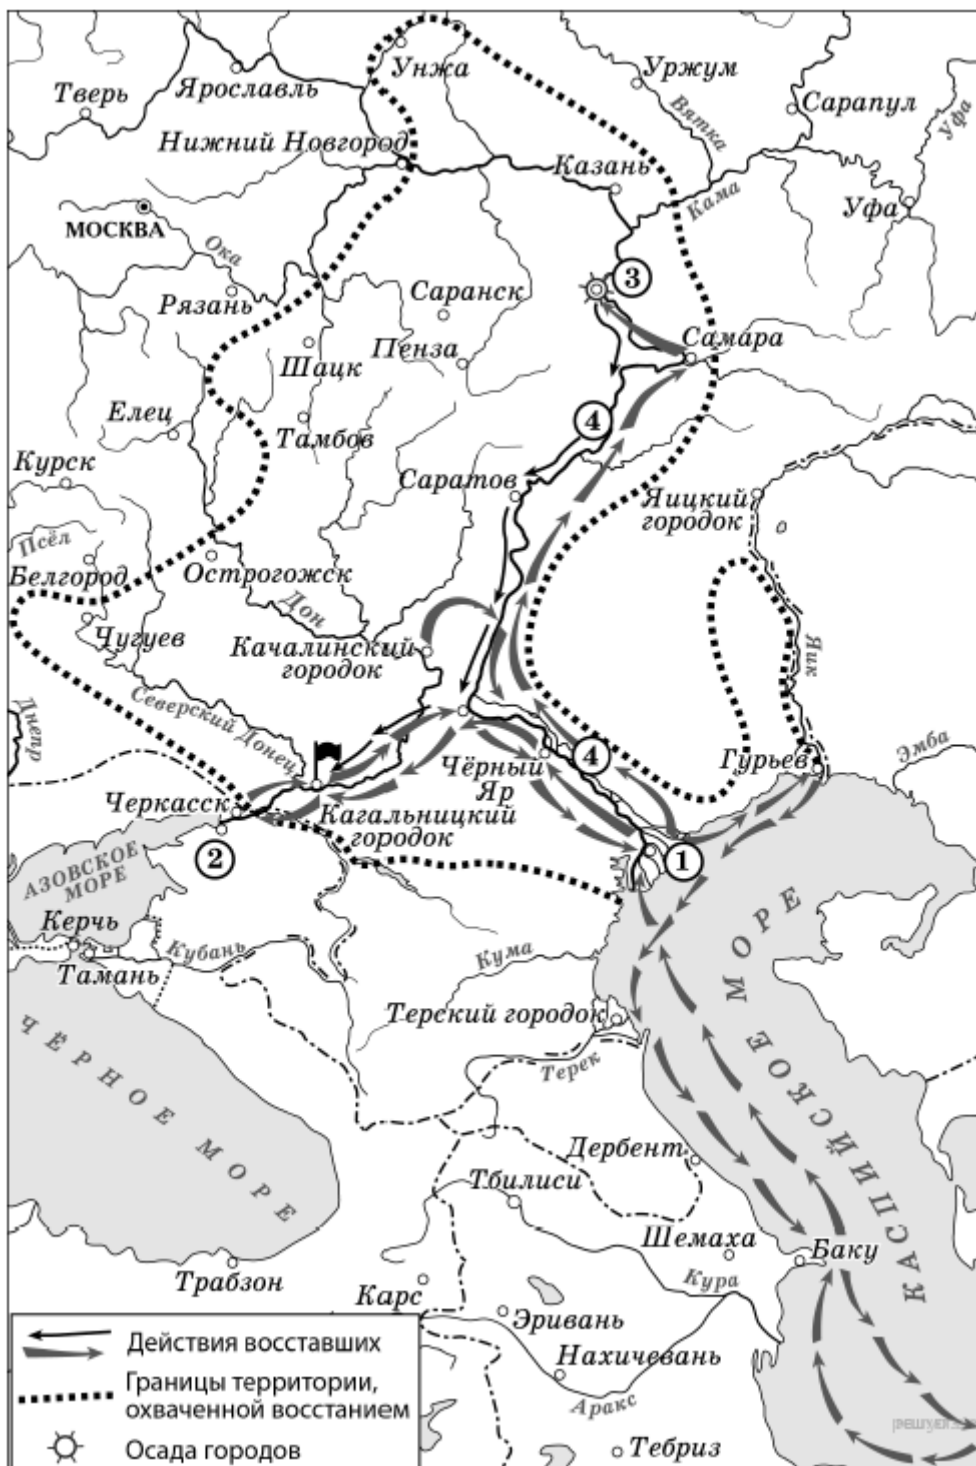 Унжа
Уржум
Ярославль
Тверь
Сарапул
Вятка
Уфа
Нижний Новгород
Казань
Кама
Уфа
МОСКВА
Ока
3
Рязань
Саранск
Самара
Пенза
Шацк
Елец
Тамбов
4
Курск
Саратов
Яицкий
городок
Псёл
Белгород
Острогожск
Дон
Чугуев
Качалинский
городок
Яик
Днепр
Северский Донец
4
Чёрный
Яр
Гурьев
Эмба
Черкасск
Кагальницкий
городок
2
1
АЗОВСКОЕ
МОРЕ
Керчь
Тамань
Кубань
Кума
Терский городок
Терек
ЧЁРНОЕ МОРЕ
КАСПИЙСКОЕ МОРЕ
Дербент
Тбилиси
Шемаха
Баку
Трабзон
Карс
Кура
Эривань
Нахичевань
Аракс
Тебриз
Действия восставших
Границы территории,
охваченной восстанием
Осада городов